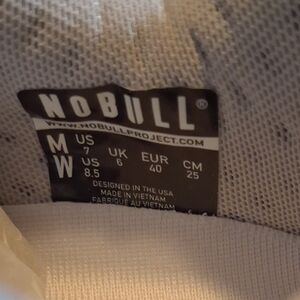 NOBULL®
WWW.NOBULLPROJECT.COM
M US 7 UK 6 EUR 40 CM 25
W US 8.5
DESIGNED IN THE USA
MADE IN VIETNAM
FABRIQUÉ AU VIETNAM